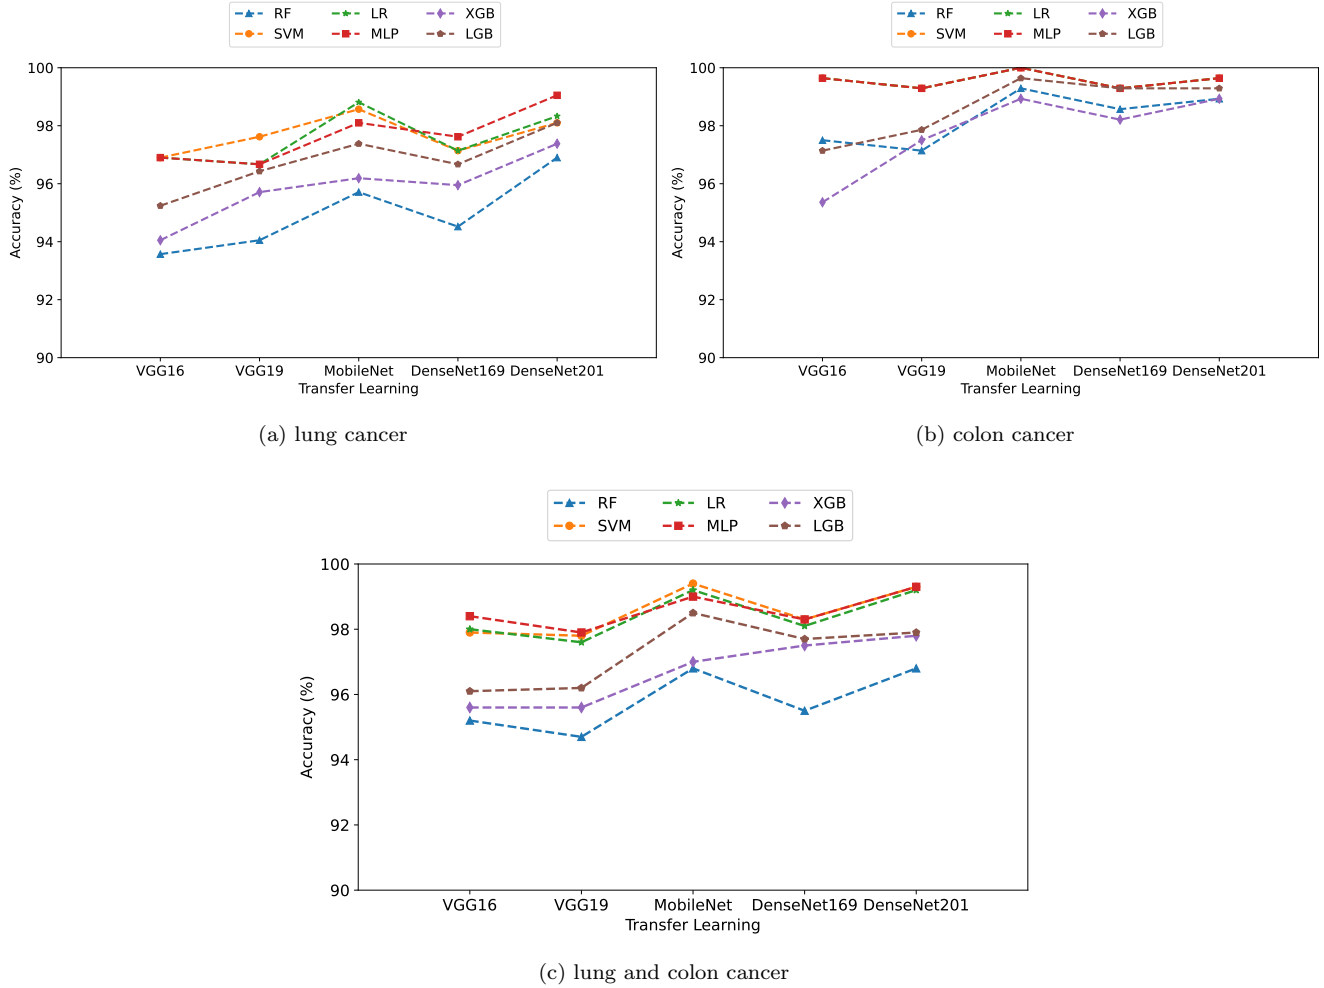 RF LR XGB
SVM MLP LGB
100
98
96
94
92
90
Accuracy (%)
VGG16 VGG19 MobileNet DenseNet169 DenseNet201
Transfer Learning
(a) lung cancer
RF LR XGB
SVM MLP LGB
100
98
96
94
92
90
Accuracy (%)
VGG16 VGG19 MobileNet DenseNet169 DenseNet201
Transfer Learning
(b) colon cancer
RF LR XGB
SVM MLP LGB
100
98
96
94
92
90
Accuracy (%)
VGG16 VGG19 MobileNet DenseNet169 DenseNet201
Transfer Learning
(c) lung and colon cancer